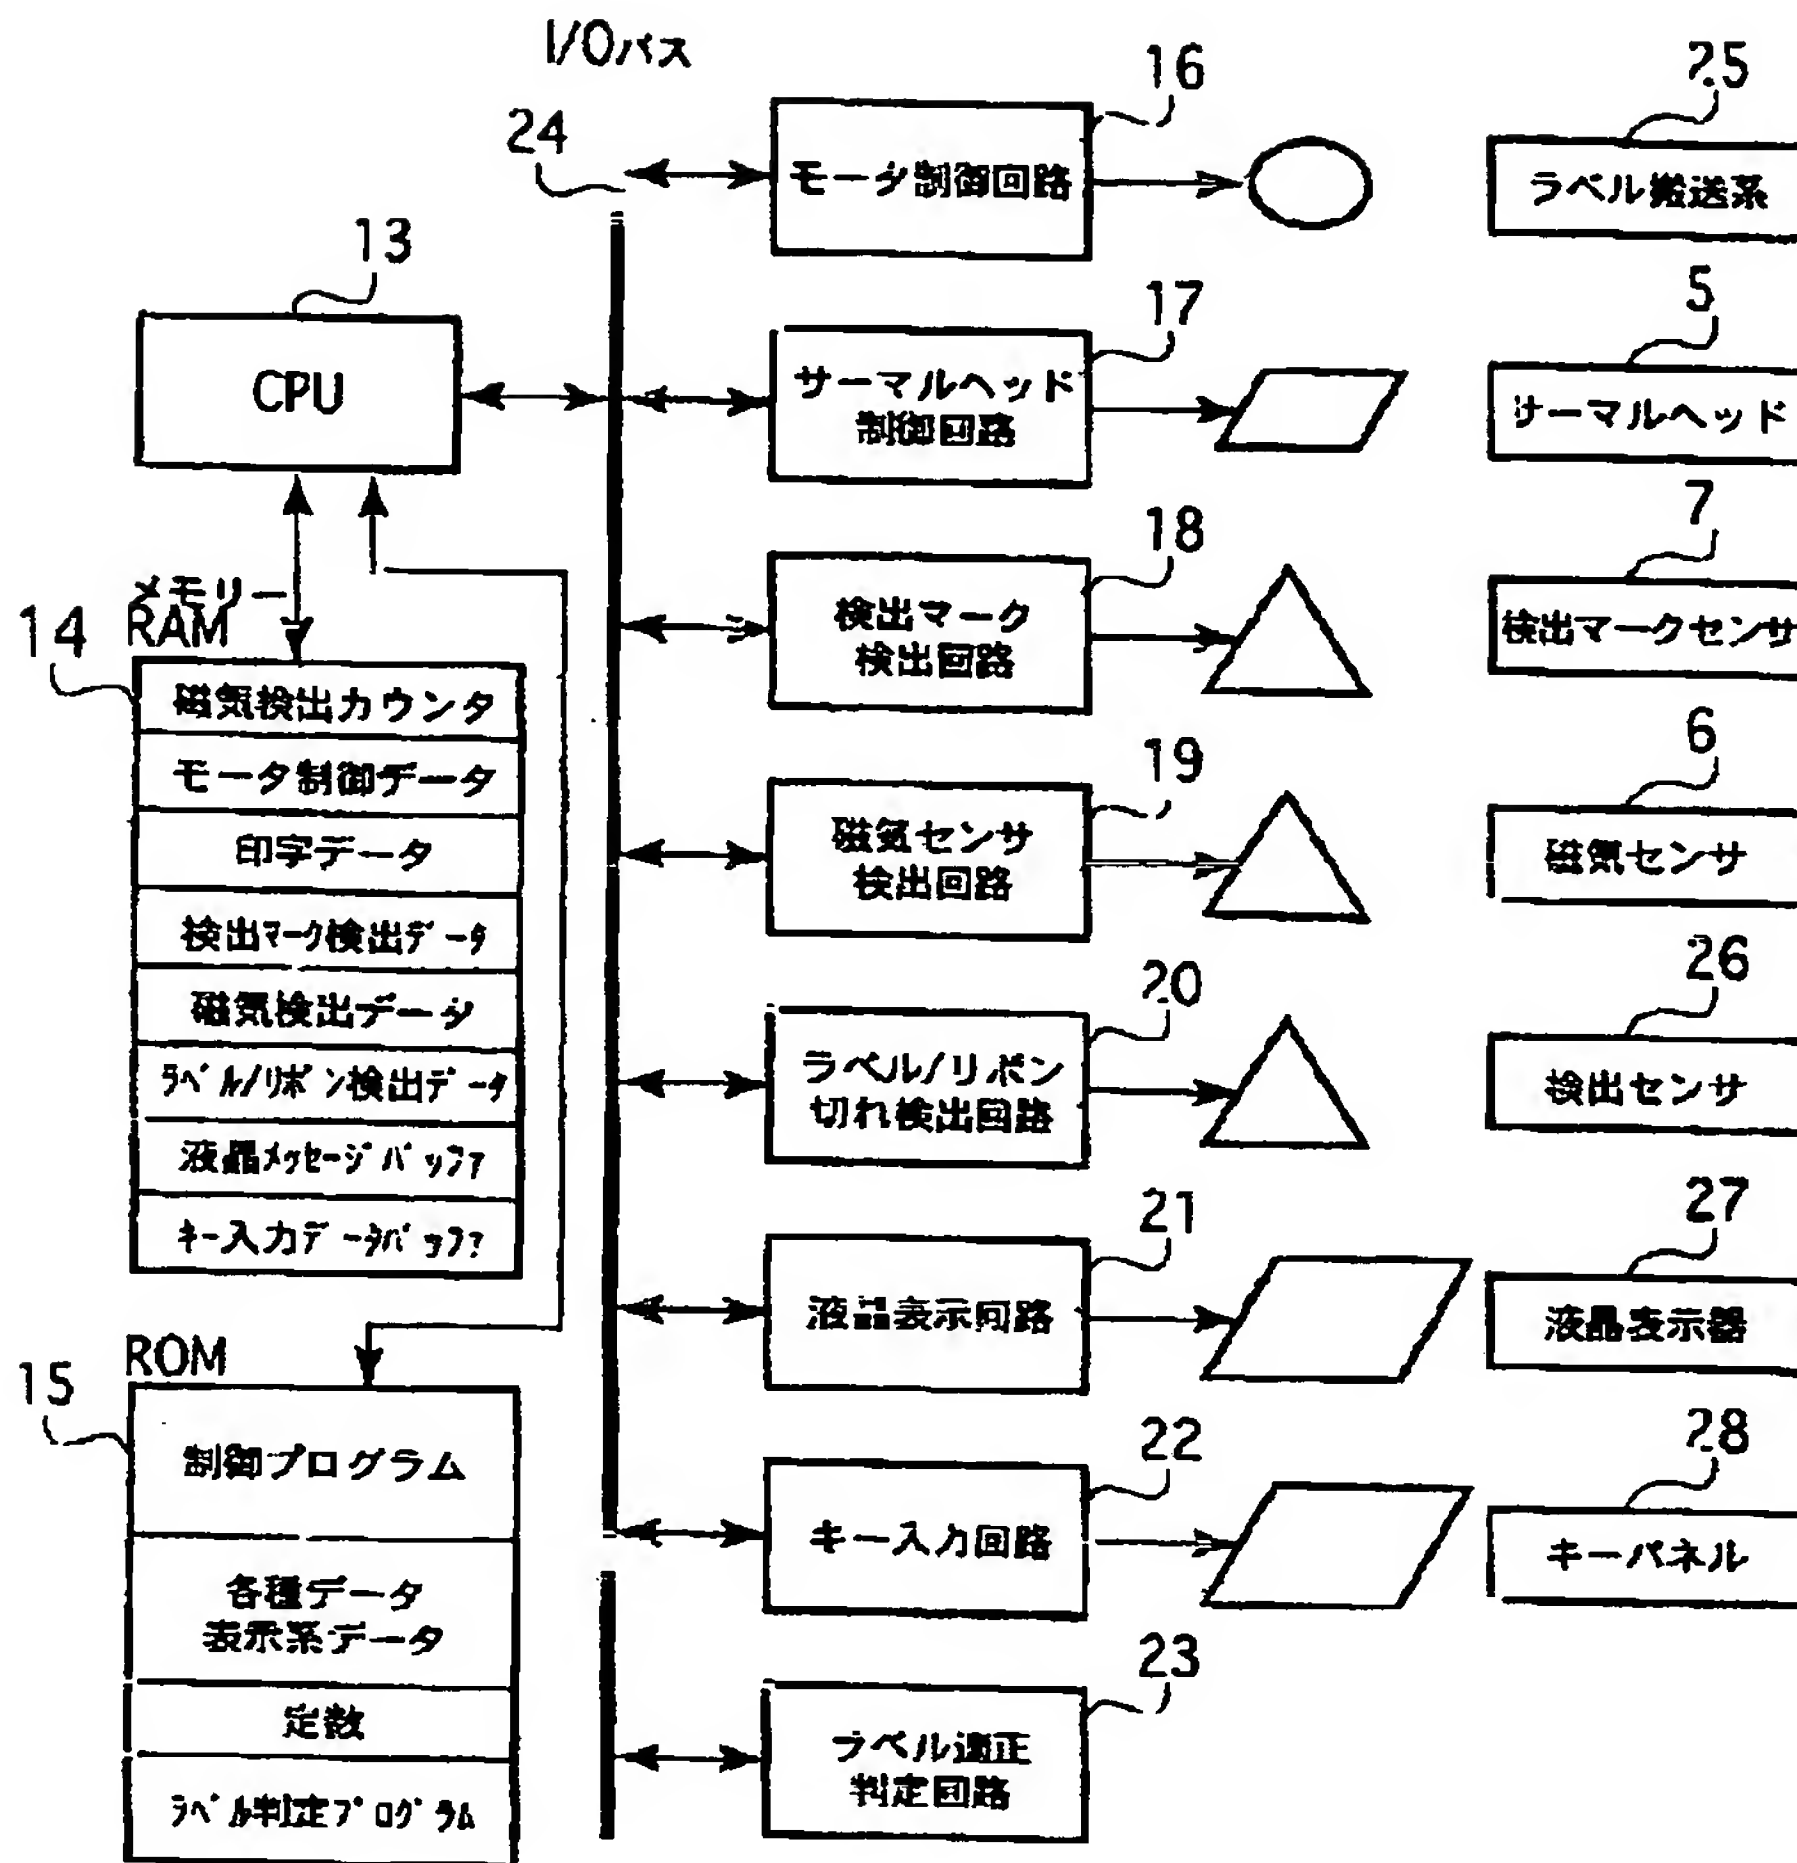 I/Oバス
24
16
モータ制御回路
25
ラベル搬送系
13
CPU
17
サーマルヘッド
制御回路
5
サーマルヘッド
18
検出マーク
検出回路
7
検出マークセンサ
メモリー
RAM
14
磁気検出カウンタ
モータ制御データ
印字データ
検出マーク検出データ
磁気検出データ
ラベル/リボン検出データ
液晶メッセージバッファ
キー入力データバッファ
19
磁気センサ
検出回路
6
磁気センサ
20
ラベル/リボン
切れ検出回路
26
検出センサ
21
液晶表示回路
27
液晶表示器
ROM
15
制御プログラム
各種データ
表示系データ
定数
ラベル判定プログラム
22
キー入力回路
28
キーパネル
23
ラベル適正
判定回路